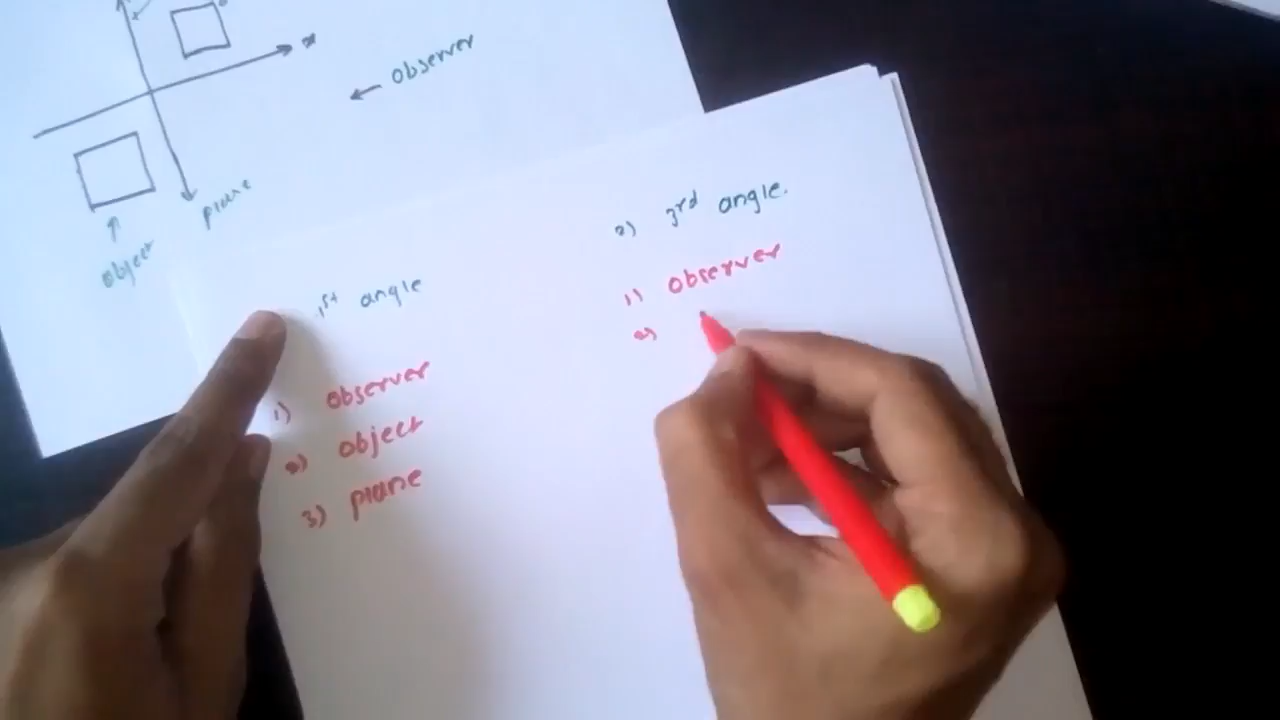 x
← observer
plane
object
2) 3rd angle.
1) observer
2)
1st angle
1) observer
2) object
3) plane